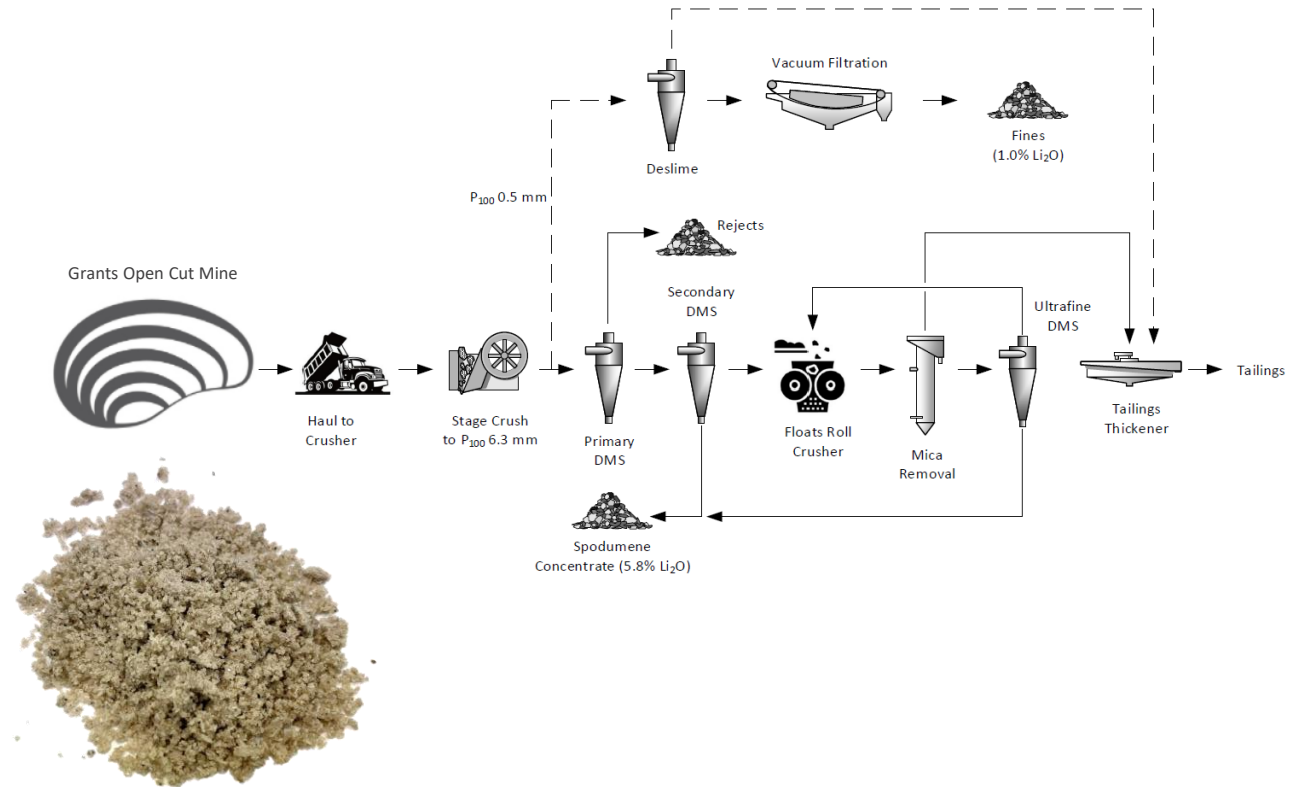 Vacuum Filtration
Deslime
Fines
(1.0% Li₂O)
P₁₀₀ 0.5 mm
Rejects
Grants Open Cut Mine
Secondary
DMS
Ultrafine
DMS
Haul to
Crusher
Stage Crush
to P₁₀₀ 6.3 mm
Primary
DMS
Floats Roll
Crusher
Mica
Removal
Tailings
Thickener
Tailings
Spodumene
Concentrate (5.8% Li₂O)